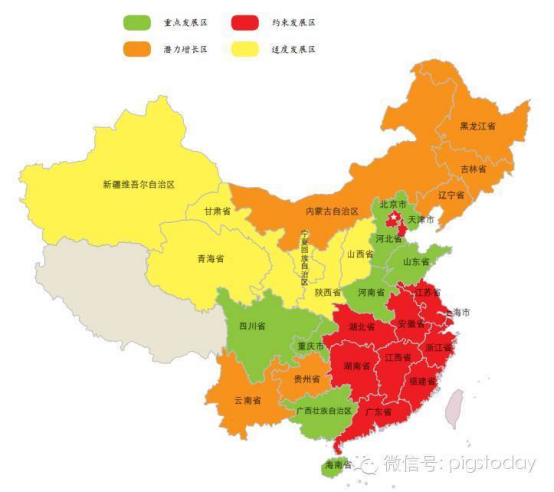 重点发展区
约束发展区
潜力增长区
适度发展区
黑龙江省
吉林省
辽宁省
新疆维吾尔自治区
内蒙古自治区
甘肃省
北京市
天津市
宁夏回族自治区
河北省
山西省
青海省
山东省
陕西省
河南省
江苏省
上海市
四川省
湖北省
安徽省
重庆市
浙江省
江西省
湖南省
贵州省
福建省
云南省
广西壮族自治区
广东省
海南省
微信号: pigstoday